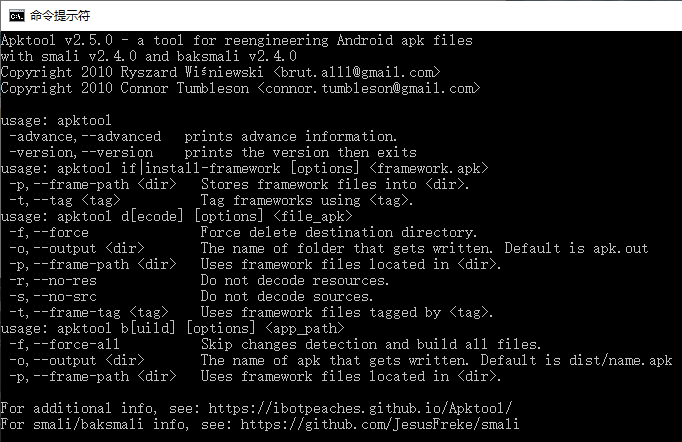 命令提示符
Apktool v2.5.0 - a tool for reengineering Android apk files
with smali v2.4.0 and baksmali v2.4.0
Copyright 2010 Ryszard Wiśniewski <brut.alll@gmail.com>
Copyright 2010 Connor Tumbleson <connor.tumbleson@gmail.com>
usage: apktool
-advance,--advanced prints advance information.
-version,--version prints the version then exits
usage: apktool if|install-framework [options] <framework.apk>
-p,--frame-path <dir> Stores framework files into <dir>.
-t,--tag <tag> Tag frameworks using <tag>.
usage: apktool d[ecode] [options] <file_apk>
-f,--force Force delete destination directory.
-o,--output <dir> The name of folder that gets written. Default is apk.out
-p,--frame-path <dir> Uses framework files located in <dir>.
-r,--no-res Do not decode resources.
-s,--no-src Do not decode sources.
-t,--frame-tag <tag> Uses framework files tagged by <tag>.
usage: apktool b[uild] [options] <app_path>
-f,--force-all Skip changes detection and build all files.
-o,--output <dir> The name of apk that gets written. Default is dist/name.apk
-p,--frame-path <dir> Uses framework files located in <dir>.
For additional info, see: https://ibotpeaches.github.io/Apktool/
For smali/baksmali info, see: https://github.com/JesusFreke/smali